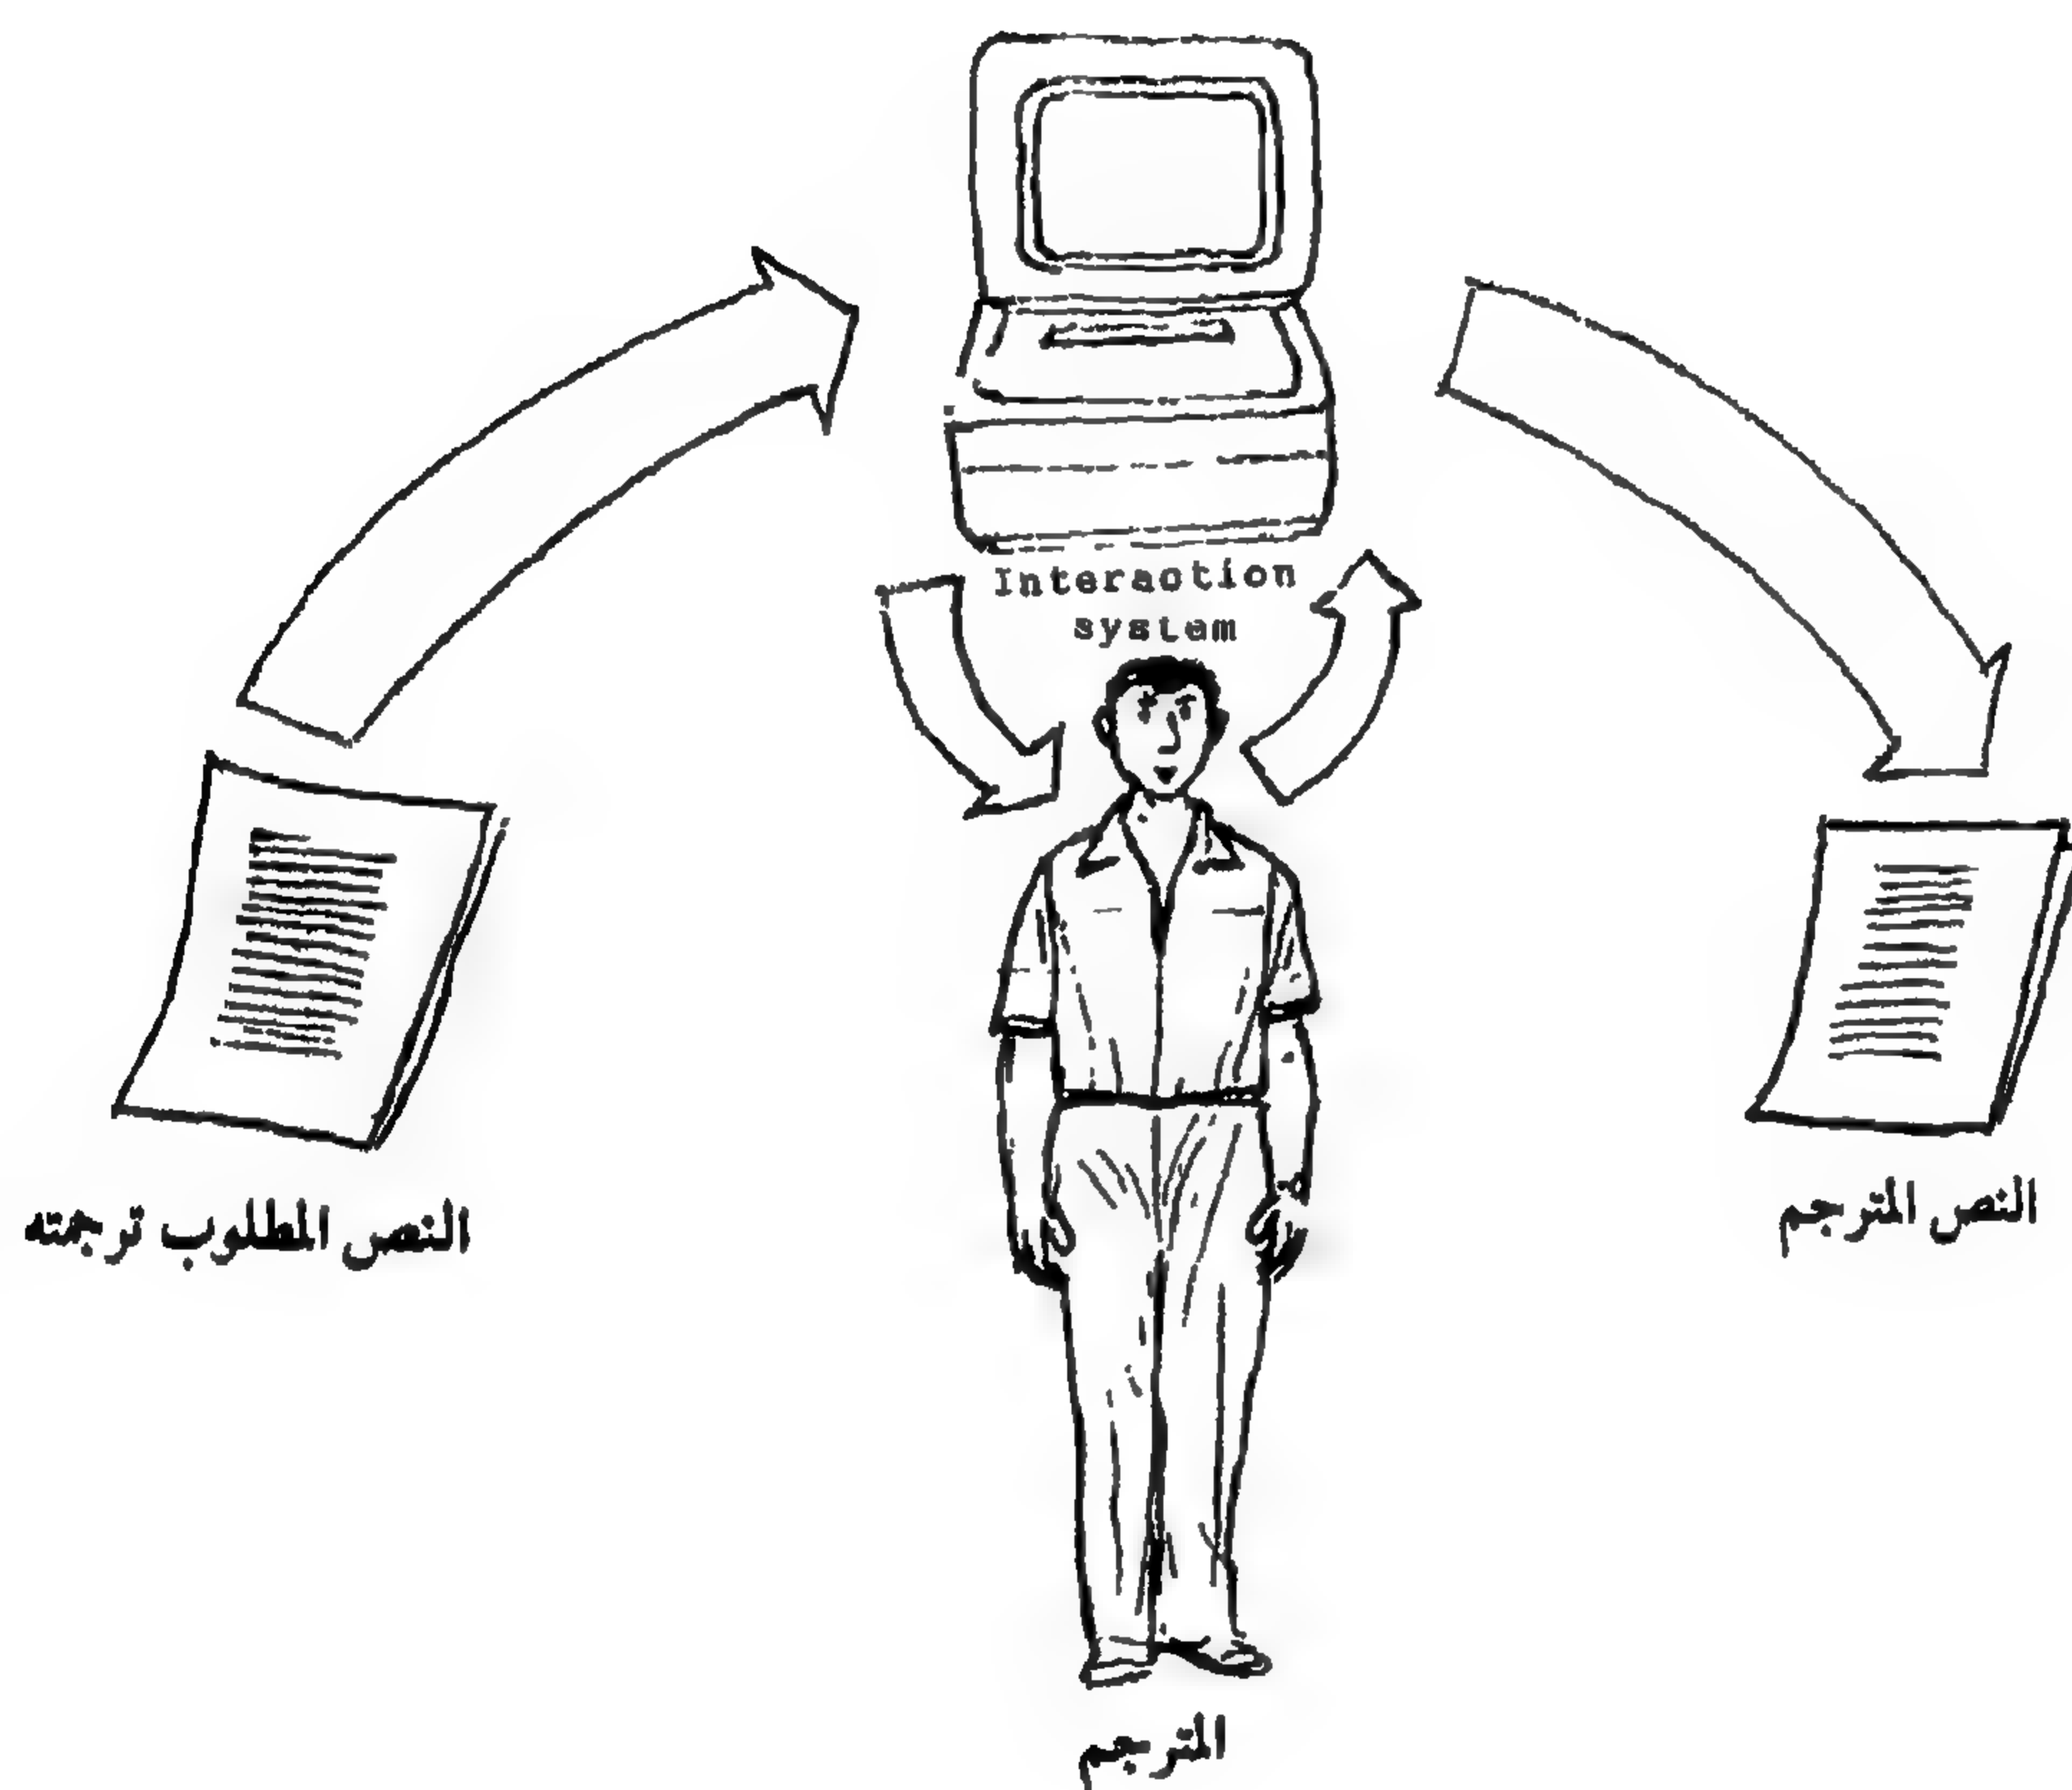 Interaction
system
النص المطلوب ترجمته
النص المترجم
المترجم